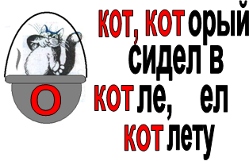 кот, который
сидел в
котле, ел
котлету
О